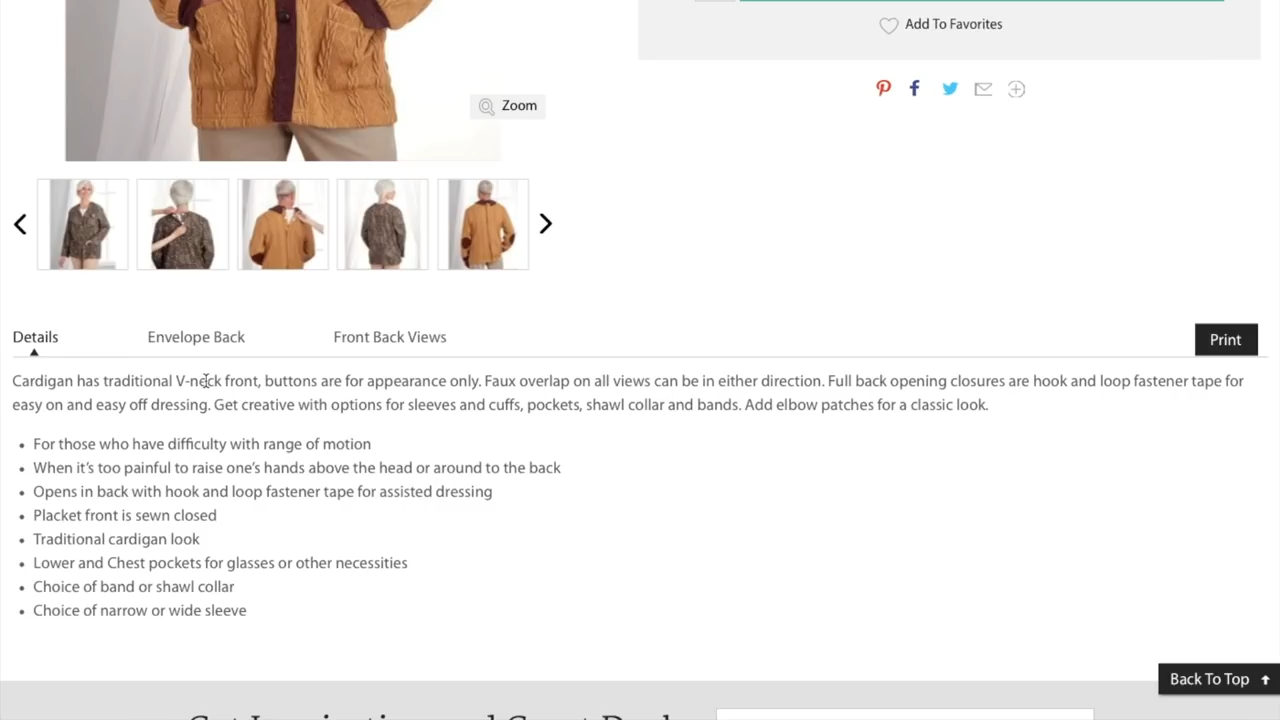 Add To Favorites
Zoom
Details Envelope Back Front Back Views Print
Cardigan has traditional V-neck front, buttons are for appearance only. Faux overlap on all views can be in either direction. Full back opening closures are hook and loop fastener tape for
easy on and easy off dressing. Get creative with options for sleeves and cuffs, pockets, shawl collar and bands. Add elbow patches for a classic look.
• For those who have difficulty with range of motion
• When it’s too painful to raise one’s hands above the head or around to the back
• Opens in back with hook and loop fastener tape for assisted dressing
• Placket front is sewn closed
• Traditional cardigan look
• Lower and Chest pockets for glasses or other necessities
• Choice of band or shawl collar
• Choice of narrow or wide sleeve
Back To Top